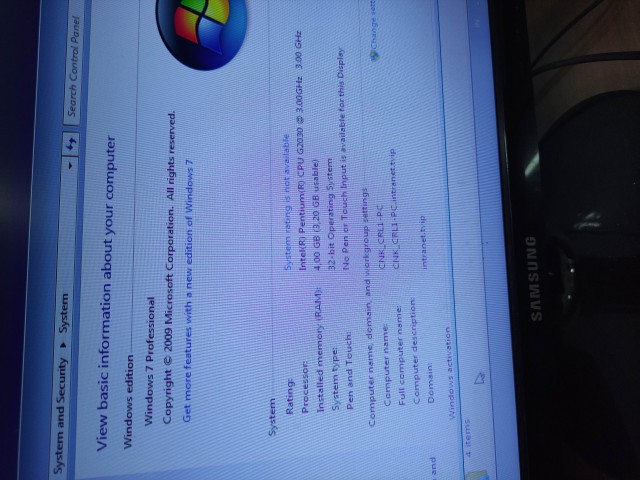 System and Security ▸ System
Search Control Panel
View basic information about your computer
Windows edition
Windows 7 Professional
Copyright © 2009 Microsoft Corporation. All rights reserved.
Get more features with a new edition of Windows 7
System
Rating: System rating is not available
Processor: Intel(R) Pentium(R) CPU G2030 @ 3.00GHz 3.00 GHz
Installed memory (RAM): 4,00 GB (3,20 GB usable)
System type: 32-bit Operating System
Pen and Touch: No Pen or Touch Input is available for this Display
Computer name, domain, and workgroup settings
Computer name: CNK_CRL1-PC
Change
Full computer name: CNK_CRL1-PC.intranet.tvp
Computer description:
Domain: intranet.tvp
Windows activation
and
4 items
SAMSUNG